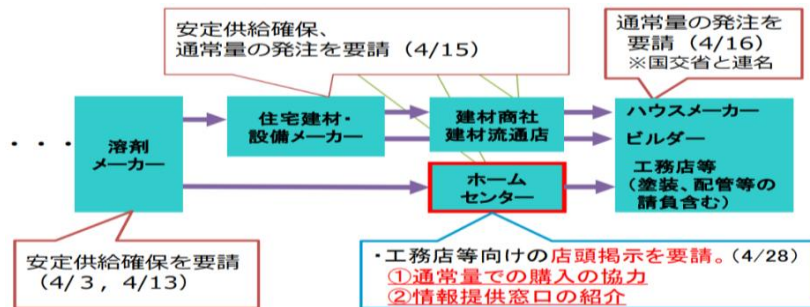 安定供給確保、
通常量の発注を要請（4/15）
通常量の発注を
要請（4/16）
※国交省と連名
・・・
溶剤
メーカー
住宅建材・
設備メーカー
建材商社
建材流通店
ハウスメーカー
ビルダー
工務店等
（塗装、配管等の
請負含む）
ホーム
センター
安定供給確保を要請
（4/3, 4/13）
・工務店等向けの店頭掲示を要請。（4/28）
①通常量での購入の協力
②情報提供窓口の紹介